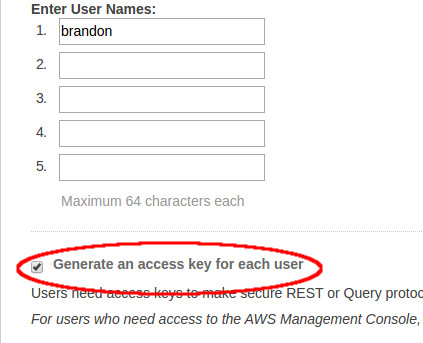 Enter User Names:
1. brandon
2.
3.
4.
5.
Maximum 64 characters each
Generate an access key for each user
Users need access keys to make secure REST or Query
For users who need access to the AWS Management Console,